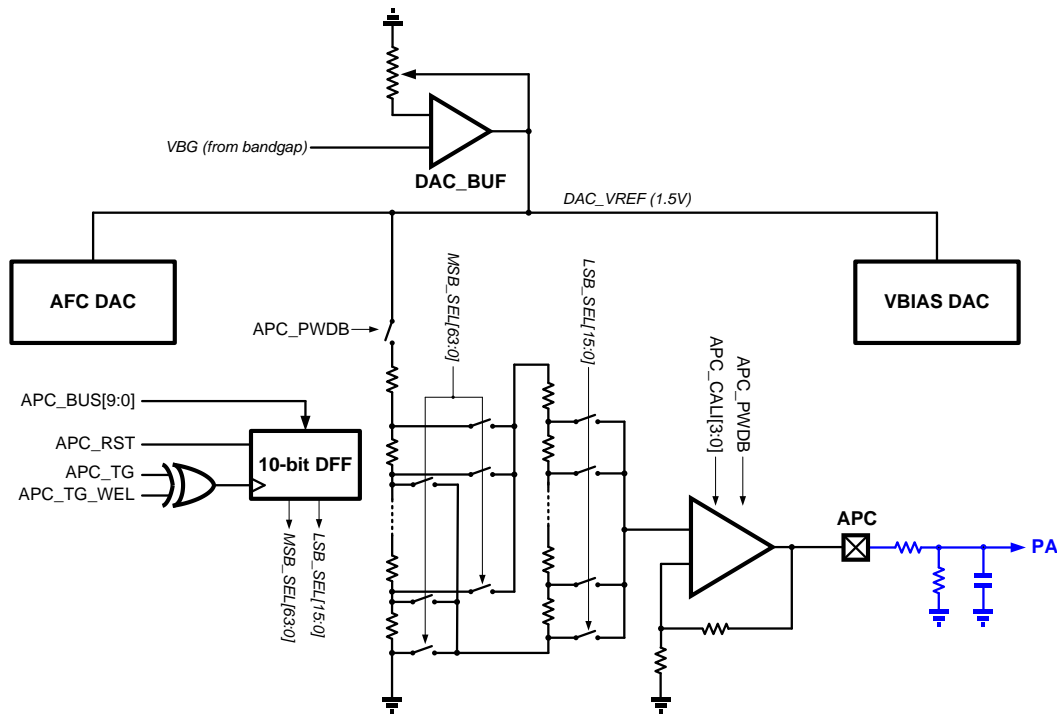 VBG (from bandgap)
DAC_BUF
DAC_VREF (1.5V)
AFC DAC
VBIAS DAC
MSB_SEL[63:0]
LSB_SEL[15:0]
APC_PWDB
APC_CALI[3:0]
APC_PWDB
APC_BUS[9:0]
APC_RST
APC_TG
APC_TG_WEL
10-bit DFF
MSB_SEL[63:0]
LSB_SEL[15:0]
APC
PA